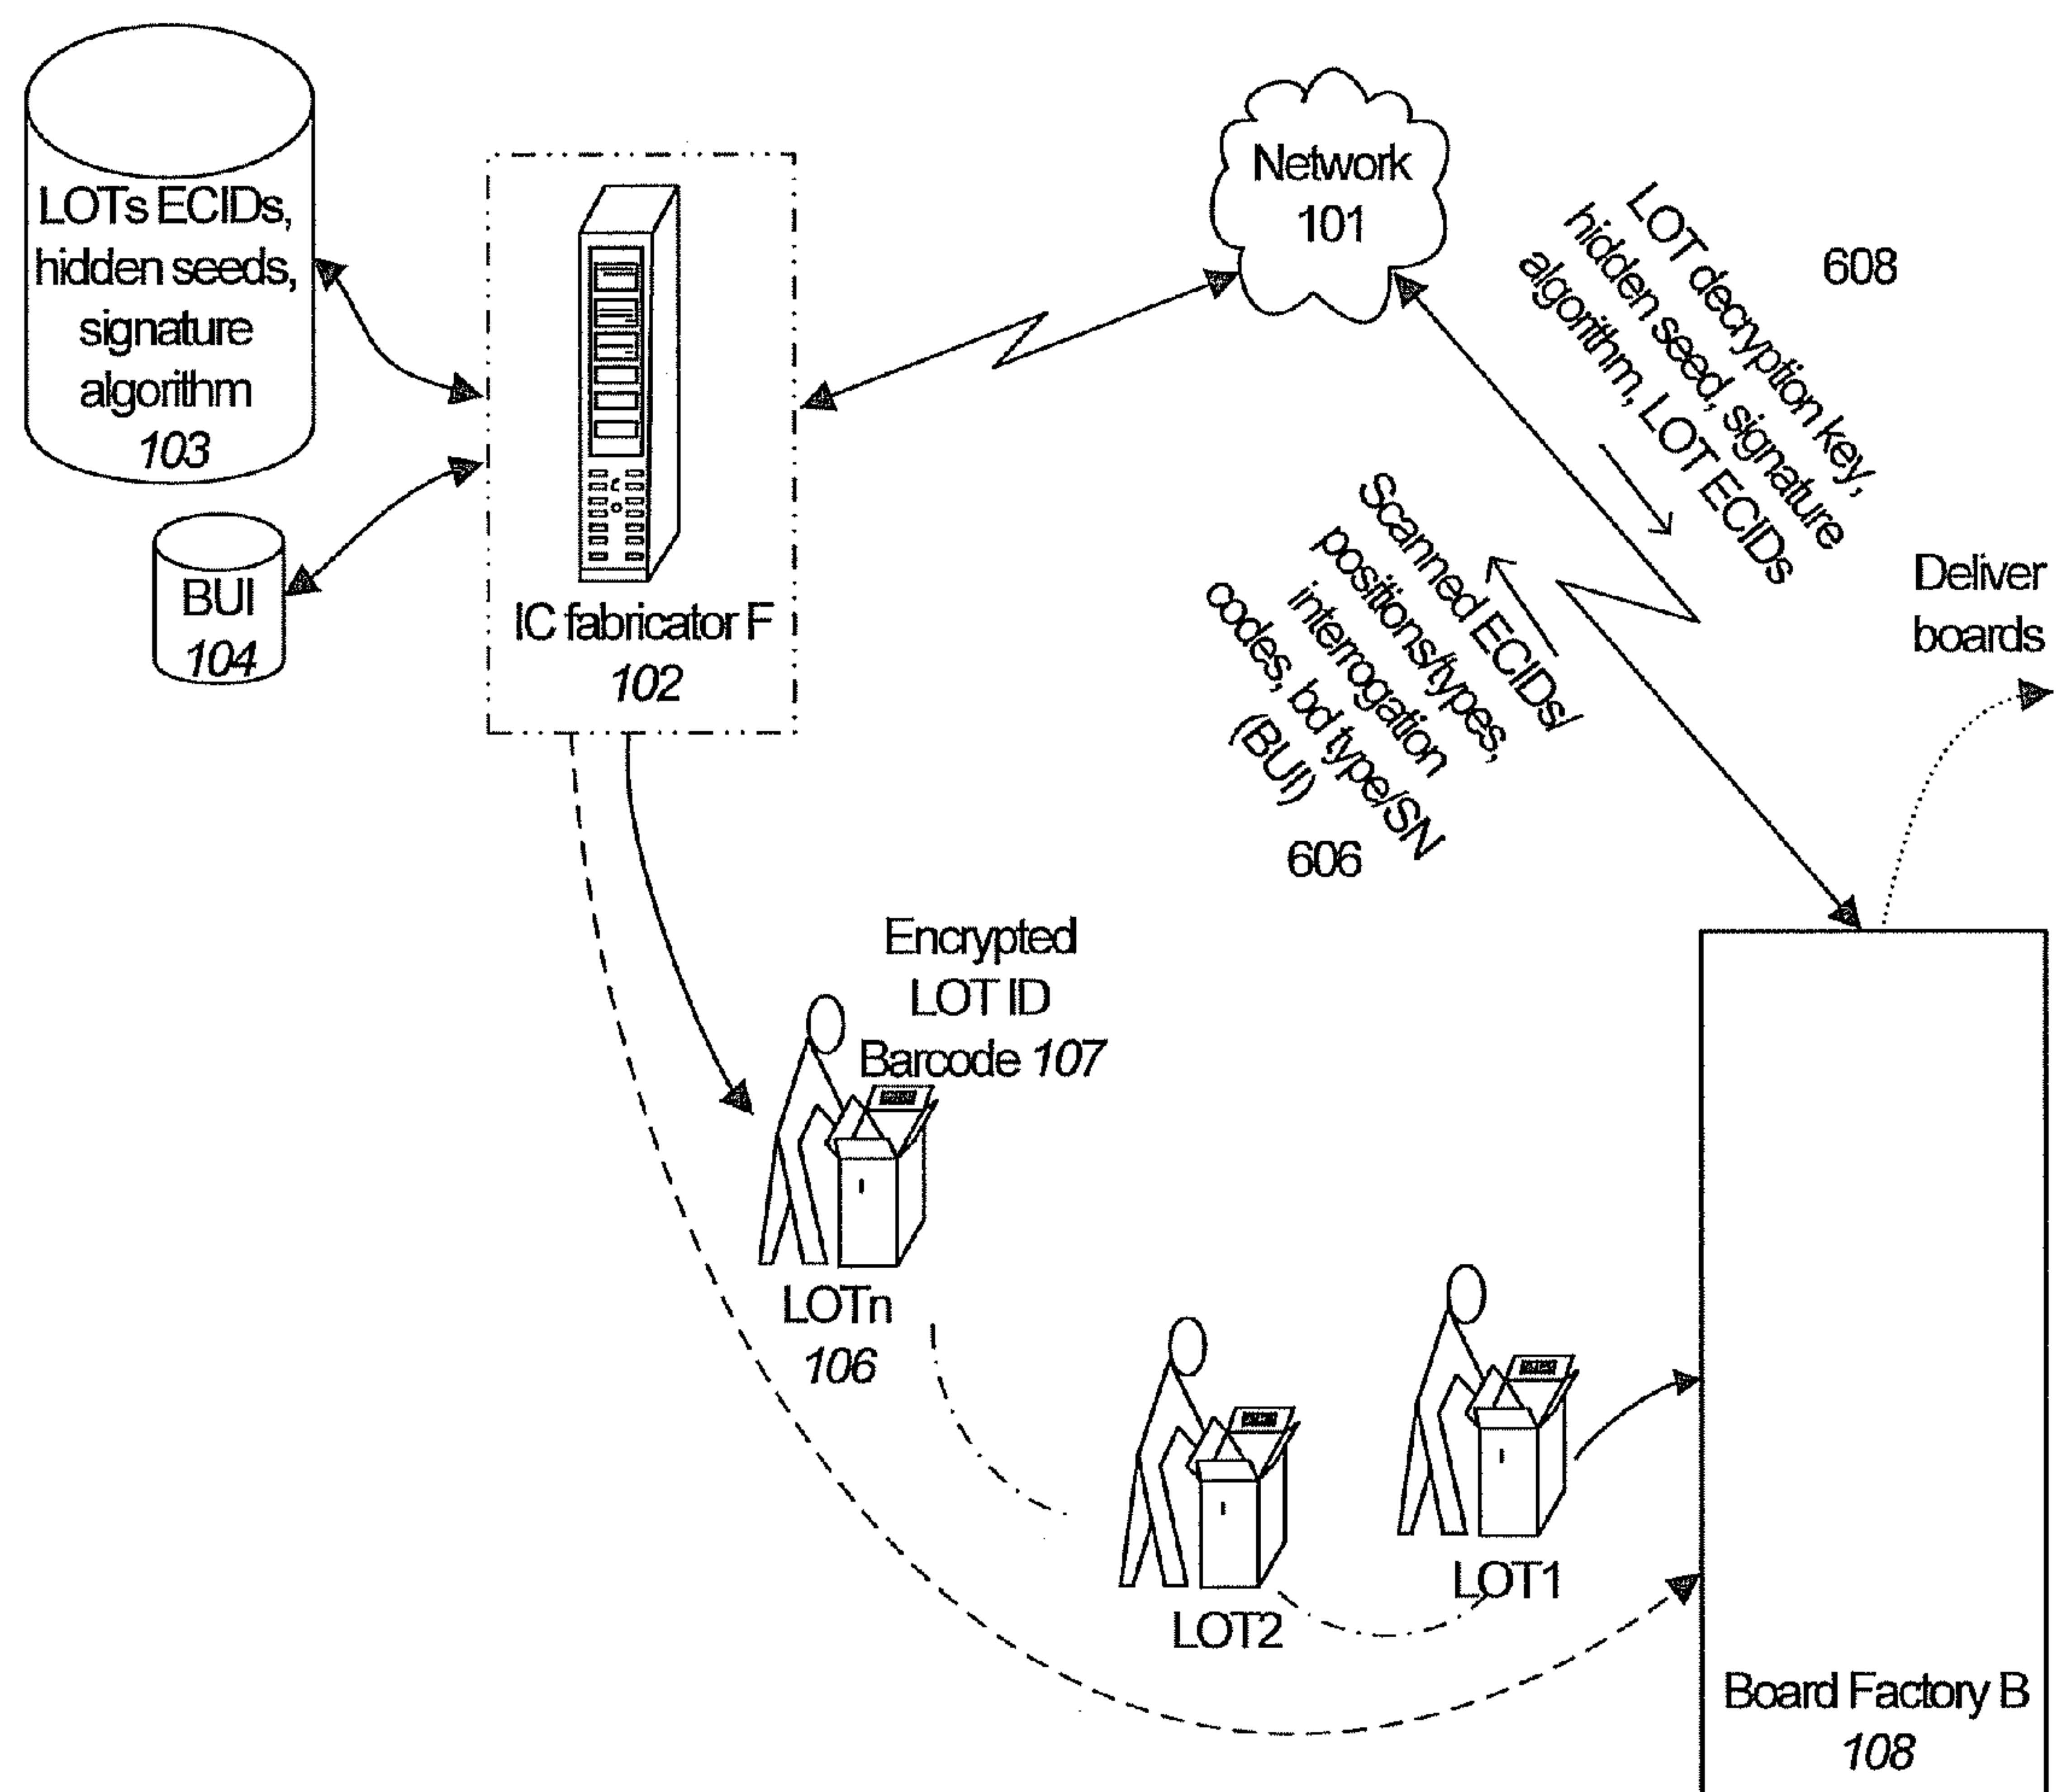 LOTs ECIDs,
hidden seeds,
signature
algorithm
103
BUI
104
IC fabricator F
102
Network
101
LOT decryption key,
hidden seed, signature
algorithm, LOT ECIDs
608
Scanned ECIDs/
positions/types,
interrogation
codes, bd type/SN
(BUI)
606
Deliver
boards
Encrypted
LOT ID
Barcode 107
LOTn
106
LOT2
LOT1
Board Factory B
108